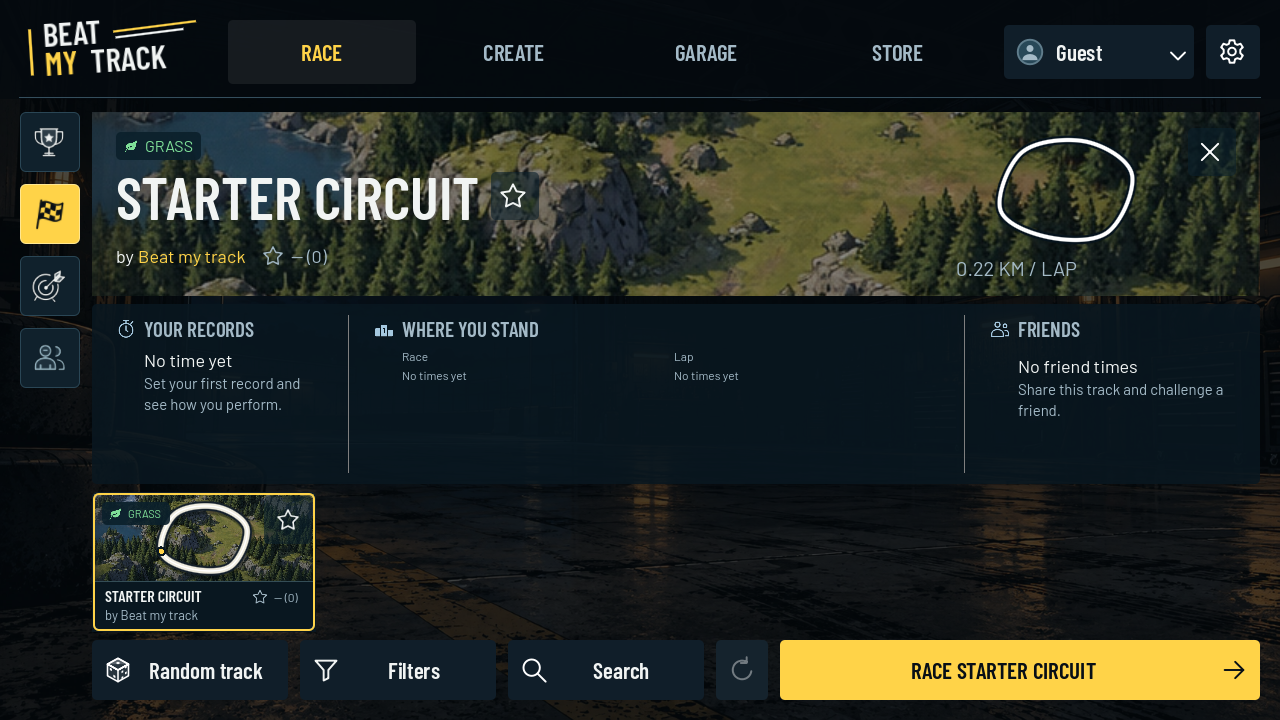 BEAT
MY TRACK
RACE
CREATE
GARAGE
STORE
Guest
GRASS
STARTER CIRCUIT
by Beat my track
– (0)
0.22 KM / LAP
YOUR RECORDS
No time yet
Set your first record and
see how you perform.
WHERE YOU STAND
Race
No times yet
Lap
No times yet
FRIENDS
No friend times
Share this track and challenge a
friend.
GRASS
STARTER CIRCUIT
– (0)
by Beat my track
Random track
Filters
Search
RACE STARTER CIRCUIT